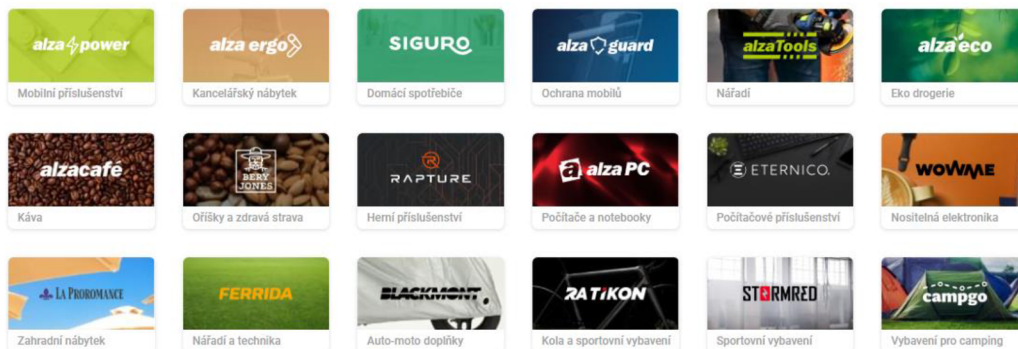 alza power
alza ergo
SIGURO
alza guard
alzaTools
alzaeco
Mobilní příslušenství
Kancelářský nábytek
Domácí spotřebiče
Ochrana mobilů
Nářadí
Eko drogerie
alzacafé
BERY
JONES
RAPTURE
alza PC
ETERNICO.
WOWME
Káva
Oříšky a zdravá strava
Herní příslušenství
Počítače a notebooky
Počítačové příslušenství
Nositelná elektronika
LA PROROMANCE
FERRIDA
BLACKMONT
RATIKON
STORMRED
campgo
Zahradní nábytek
Nářadí a technika
Auto-moto doplňky
Kola a sportovní vybavení
Sportovní vybavení
Vybavení pro camping